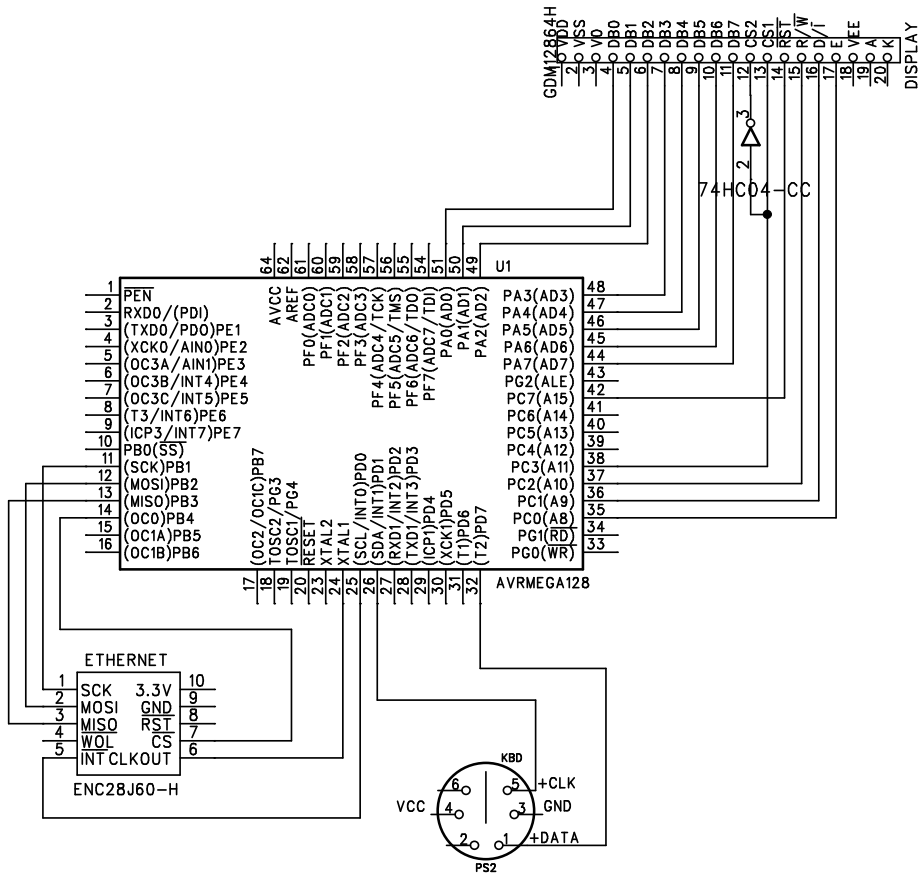 GDM12864H
VDD
VSS
VO
DB0
DB1
DB2
DB3
DB4
DB5
DB6
DB7
CS2
CS1
RST
R/W
D/I
E
VEE
A
K
DISPLAY
2
3
4
5
6
7
8
9
10
11
12
13
14
15
16
17
18
19
20
3
2
74HC04-CC
64
62
61
60
59
58
57
56
55
54
51
50
49
U1
AVCC
AREF
PF0(ADC0)
PF1(ADC1)
PF2(ADC2)
PF3(ADC3)
PF4(ADC4/TCK)
PF5(ADC5/TMS)
PF6(ADC6/TDO)
PF7(ADC7/TDI)
PA0(AD0)
PA1(AD1)
PA2(AD2)
1 PEN
2 RXD0/(PDI)
3 (TXD0/PDO)PE1
4 (XCK0/AIN0)PE2
5 (OC3A/AIN1)PE3
6 (OC3B/INT4)PE4
7 (OC3C/INT5)PE5
8 (T3/INT6)PE6
9 (ICP3/INT7)PE7
10 PB0(SS)
11 (SCK)PB1
12 (MOSI)PB2
13 (MISO)PB3
14 (OC0)PB4
15 (OC1A)PB5
16 (OC1B)PB6
PA3(AD3) 48
PA4(AD4) 47
PA5(AD5) 46
PA6(AD6) 45
PA7(AD7) 44
PG2(ALE) 43
PC7(A15) 42
PC6(A14) 41
PC5(A13) 40
PC4(A12) 39
PC3(A11) 38
PC2(A10) 37
PC1(A9) 36
PC0(A8) 35
PG1(RD) 34
PG0(WR) 33
(OC2/OC1C)PB7
TOSC2/PG3
TOSC1/PG4
RESET
XTAL2
XTAL1
(SCL/INT0)PD0
(SDA/INT1)PD1
(RXD1/INT2)PD2
(TXD1/INT3)PD3
(ICP1)PD4
(XCK1)PD5
(T1)PD6
(T2)PD7
17
18
19
20
23
24
25
26
27
28
29
30
31
32
AVRMEGA128
ETHERNET
1 SCK 3.3V 10
2 MOSI GND 9
3 MISO RST 8
4 WOL CS 7
5 INT CLKOUT 6
ENC28J60-H
KBD
6 5 +CLK
VCC 4 3 GND
2 1 +DATA
PS2